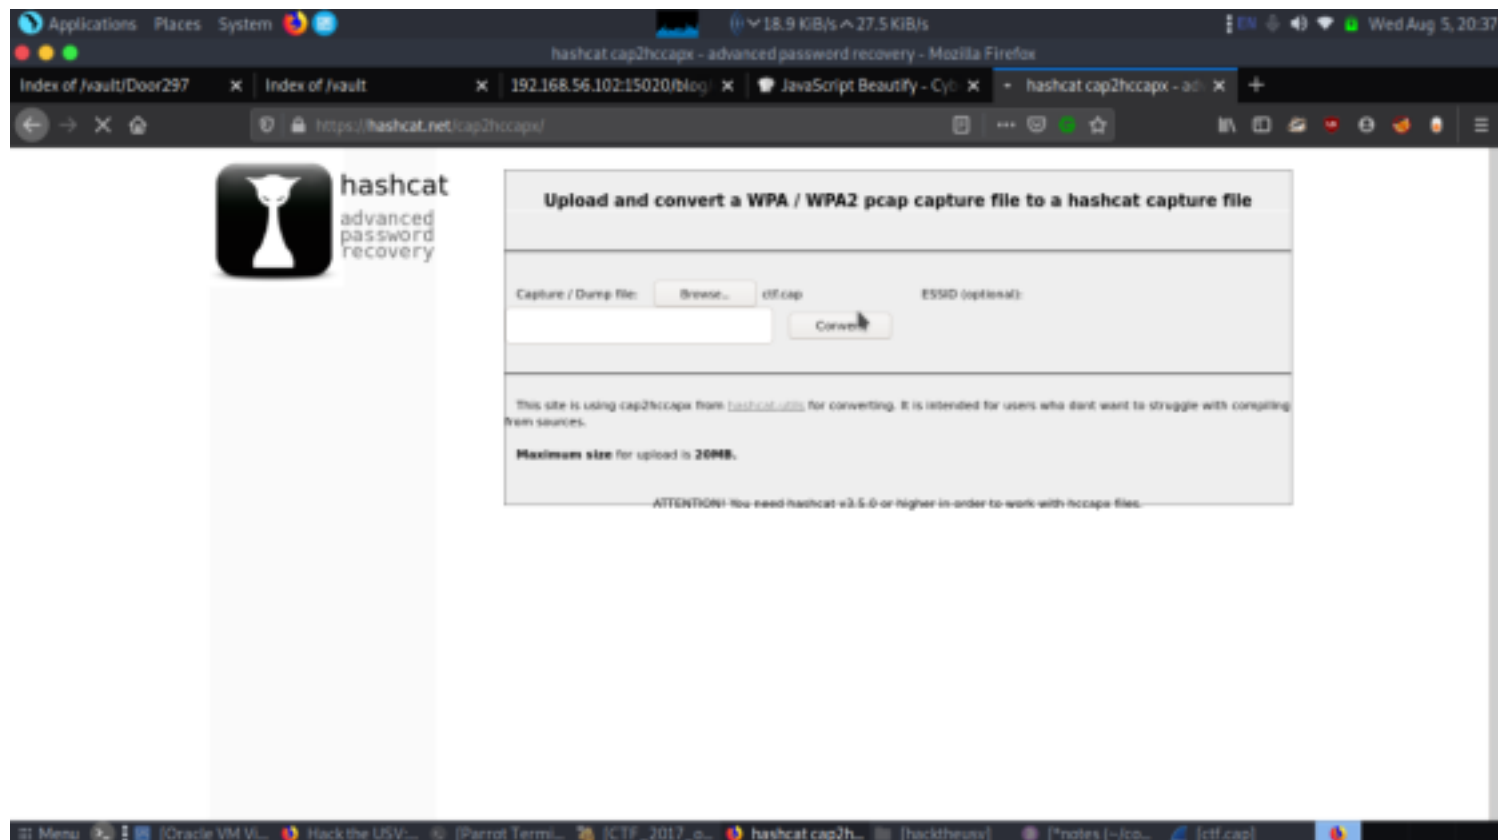 Applications Places System 18.9 KiB/s 27.5 KiB/s EN Wed Aug 5, 20:37
hashcat cap2hccapx - advanced password recovery - Mozilla Firefox
Index of /vault/Door297 Index of /vault 192.168.56.102:15020/blog/ JavaScript Beautify - Cyb hashcat cap2hccapx - ad
https://hashcat.net/cap2hccapx/
hashcat
advanced
password
recovery
Upload and convert a WPA / WPA2 pcap capture file to a hashcat capture file
Capture / Dump file: Browse... ctf.cap ESSID (optional):
Convert
This site is using cap2hccapx from hashcat-utils for converting. It is intended for users who dont want to struggle with compiling
from sources.
Maximum size for upload is 20MB.
ATTENTION! You need hashcat v3.5.0 or higher in order to work with hccapx files.
Menu [Oracle VM Vi... Hack the USV:... [Parrot Termi... [CTF_2017_o... hashcat cap2h... [hacktheusv] [*notes (~/co... [ctf.cap]